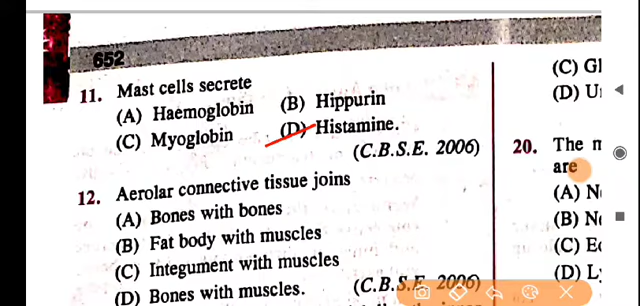 652
11. Mast cells secrete
(A) Haemoglobin (B) Hippurin
(C) Myoglobin (D) Histamine.
(C.B.S.E. 2006)
12. Aerolar connective tissue joins
(A) Bones with bones
(B) Fat body with muscles
(C) Integument with muscles
(D) Bones with muscles. (C.B.S.E. 2006)
(C)
(D)
20. The
are
(A)
(B)
(C)
(D)